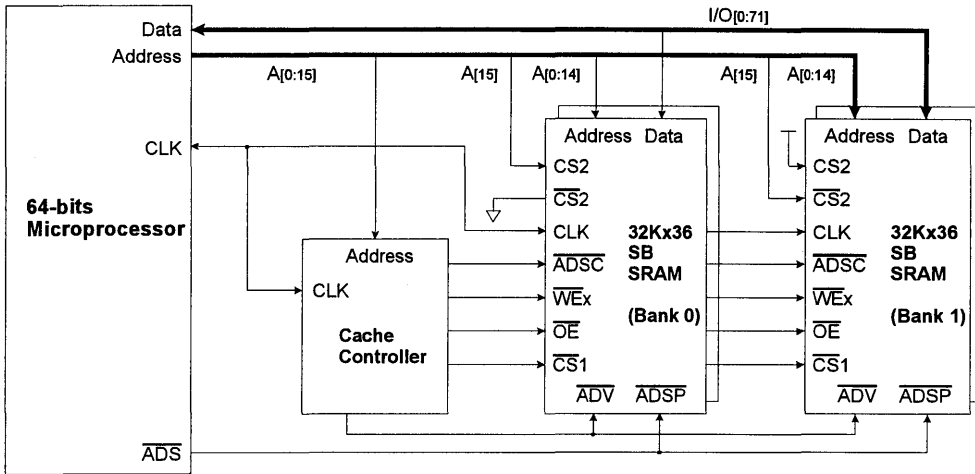 I/O[0:71]
Data
Address
A[0:15]
A[15]
A[0:14]
A[15]
A[0:14]
CLK
64-bits
Microprocessor
ADS
Address
CLK
Cache
Controller
Address Data
CS2
CS2
CLK
ADSC
WEx
OE
CS1
32Kx36
SB
SRAM
(Bank 0)
ADV ADSP
Address Data
CS2
CS2
CLK
ADSC
WEx
OE
CS1
32Kx36
SB
SRAM
(Bank 1)
ADV ADSP